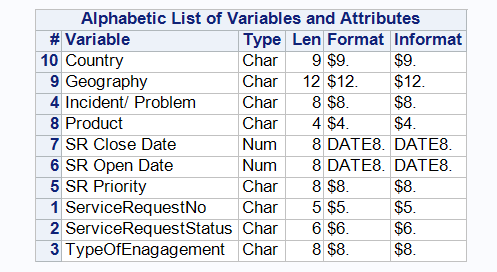 Alphabetic List of Variables and Attributes
# Variable Type Len Format Informat
10 Country Char 9 $9. $9.
9 Geography Char 12 $12. $12.
4 Incident/ Problem Char 8 $8. $8.
8 Product Char 4 $4. $4.
7 SR Close Date Num 8 DATE8. DATE8.
6 SR Open Date Num 8 DATE8. DATE8.
5 SR Priority Char 8 $8. $8.
1 ServiceRequestNo Char 5 $5. $5.
2 ServiceRequestStatus Char 6 $6. $6.
3 TypeOfEnagagement Char 8 $8. $8.